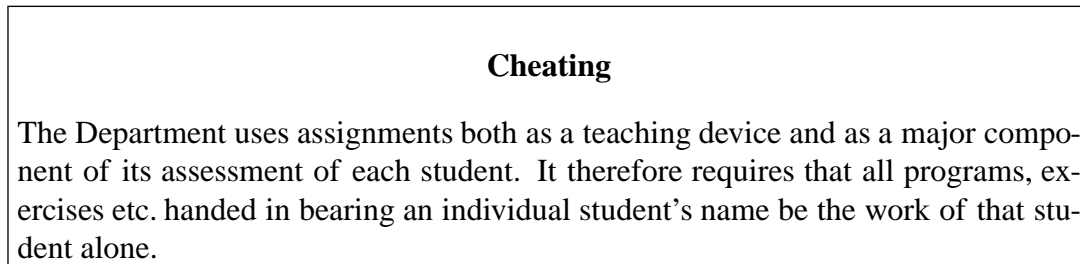 Cheating
The Department uses assignments both as a teaching device and as a major compo-
nent of its assessment of each student. It therefore requires that all programs, ex-
ercises etc. handed in bearing an individual student's name be the work of that stu-
dent alone.